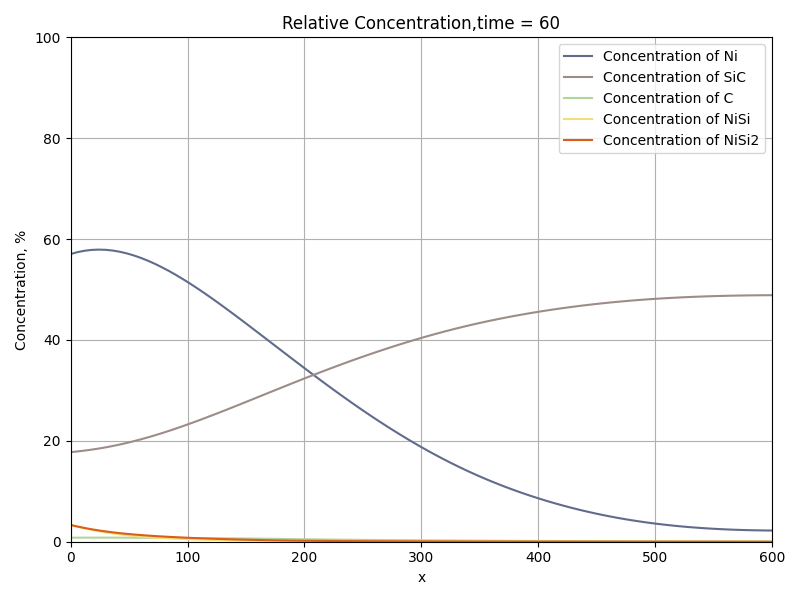 Relative Concentration,time = 60
Concentration of Ni
Concentration of SiC
Concentration of C
Concentration of NiSi
Concentration of NiSi2
Concentration, %
100
80
60
40
20
0
0 100 200 300 400 500 600
x